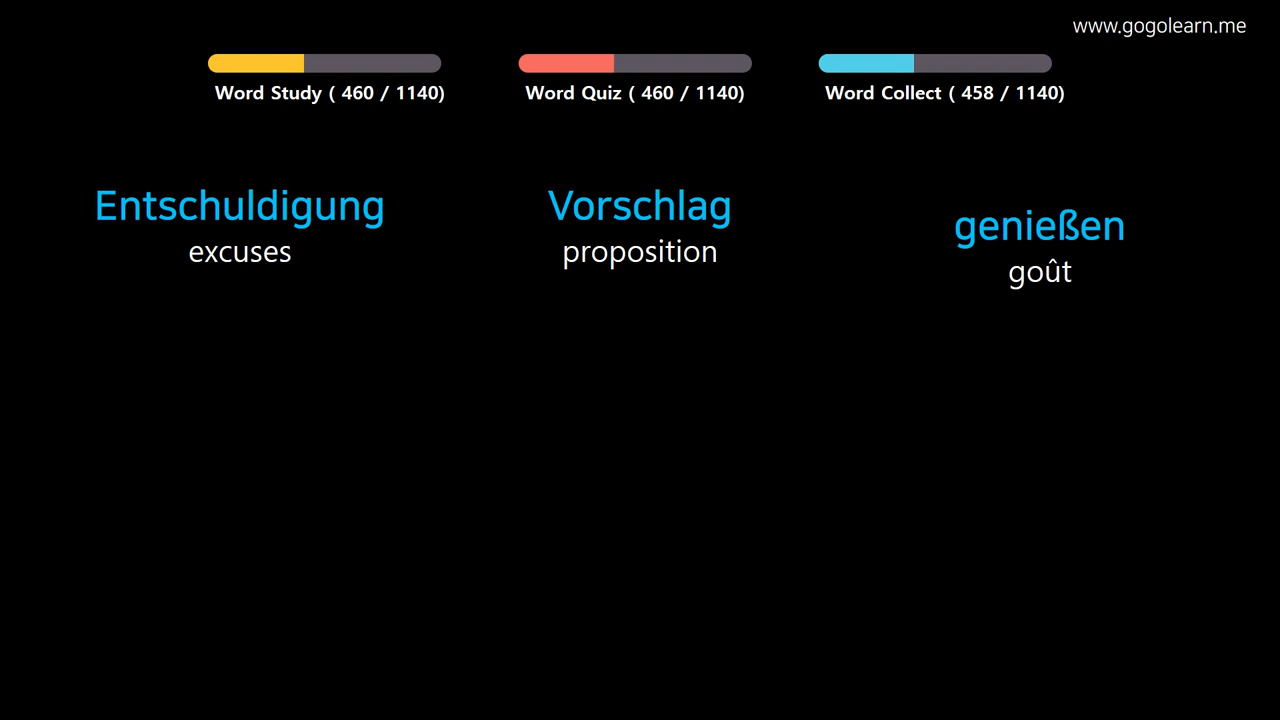 www.gogolearn.me
Word Study ( 460 / 1140)
Word Quiz ( 460 / 1140)
Word Collect ( 458 / 1140)
Entschuldigung
excuses
Vorschlag
proposition
genießen
goût